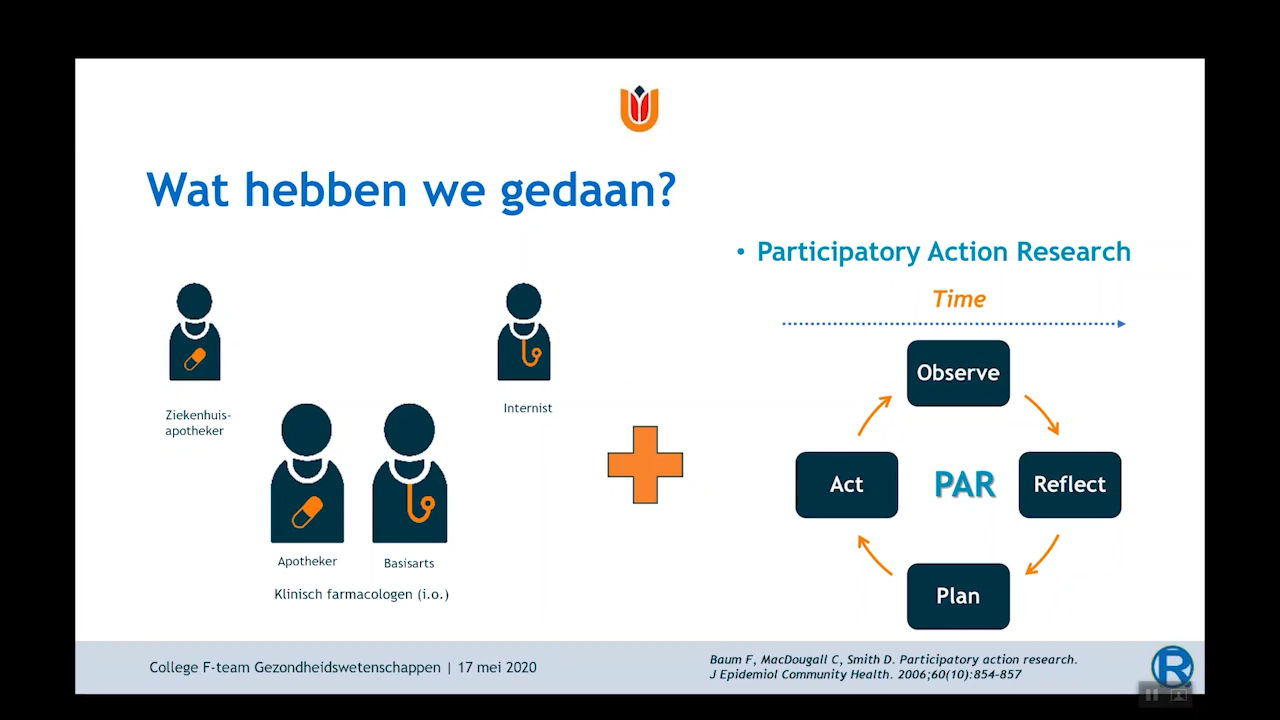 Wat hebben we gedaan?
Ziekenhuis-
apotheker
Internist
Apotheker
Basisarts
Klinisch farmacologen (i.o.)
• Participatory Action Research
Time
Observe
Act
PAR
Reflect
Plan
College F-team Gezondheidswetenschappen | 17 mei 2020
Baum F, MacDougall C, Smith D. Participatory action research.
J Epidemiol Community Health. 2006;60(10):854-857
R